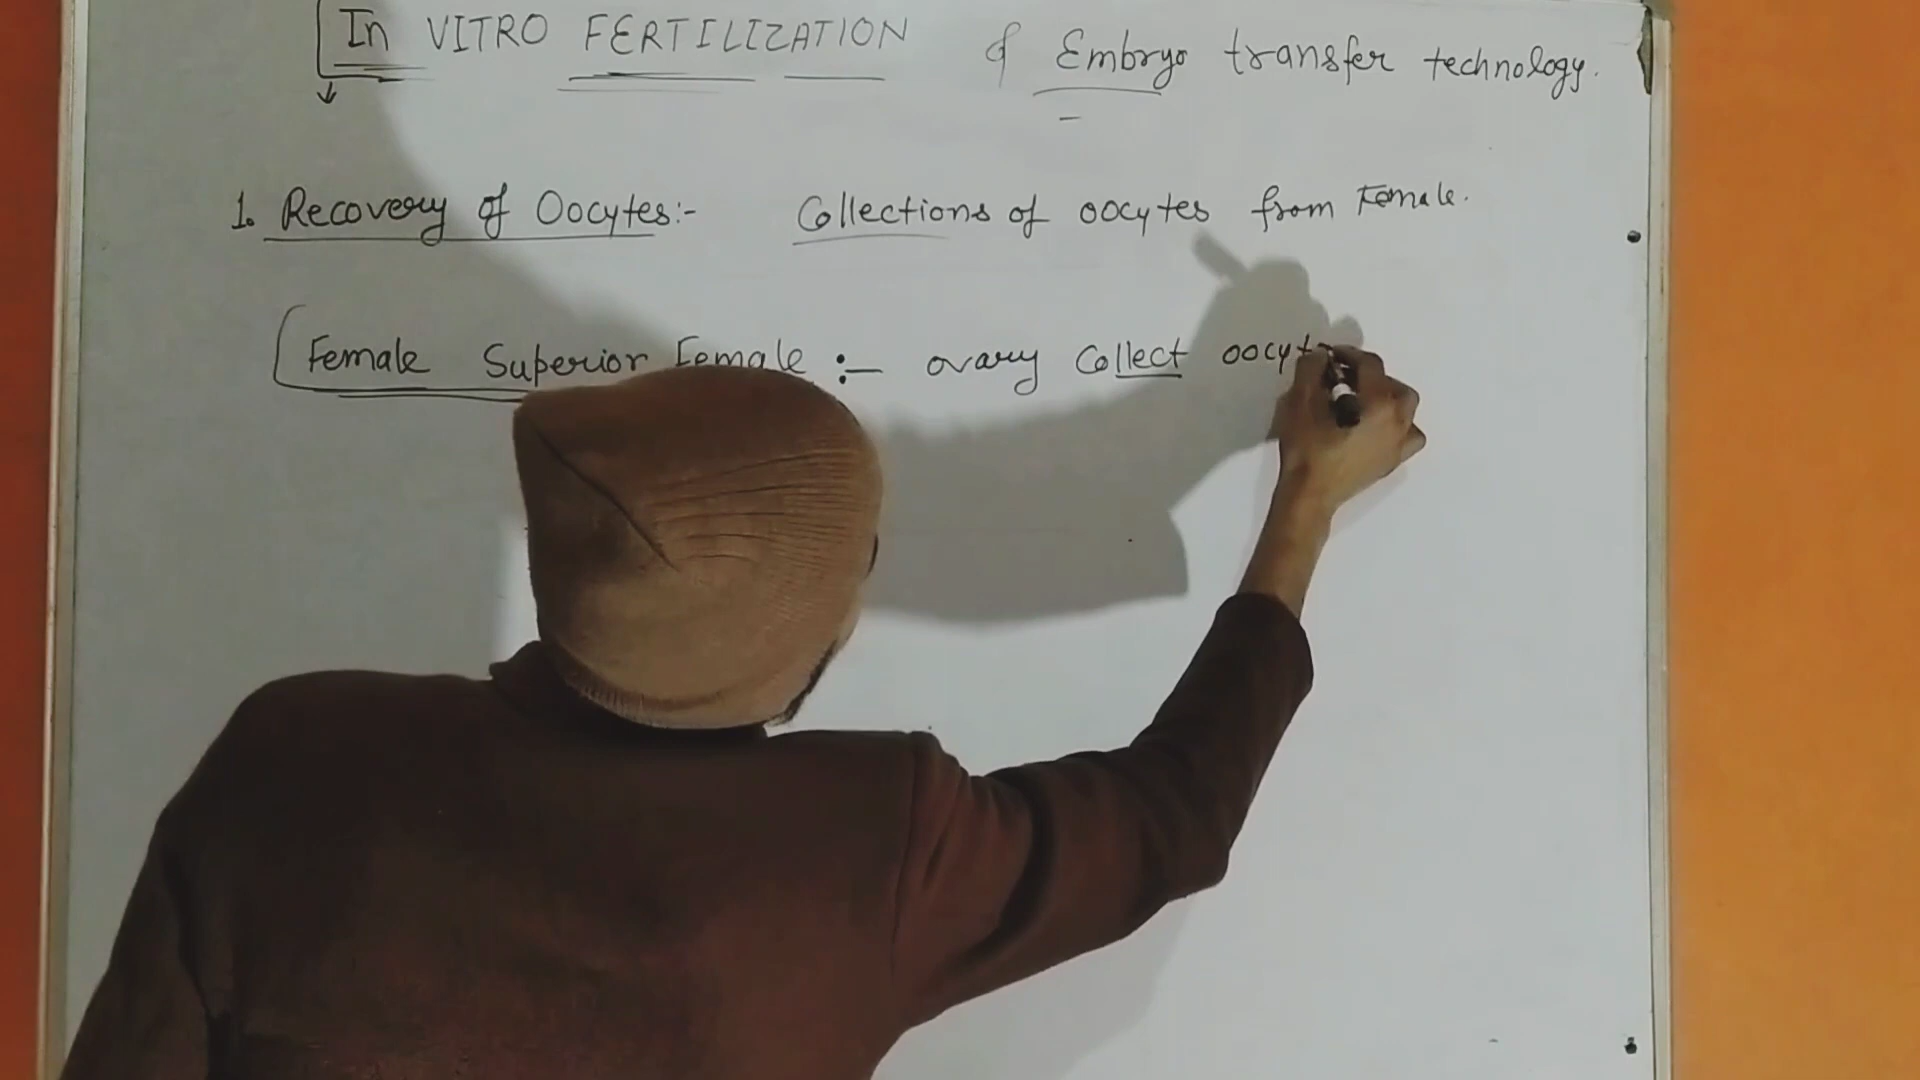 In VITRO FERTILIZATION & Embryo transfer technology.
1. Recovery of Oocytes:- Collections of oocytes from Female.
Female Superior Female :- ovary Collect oocyt